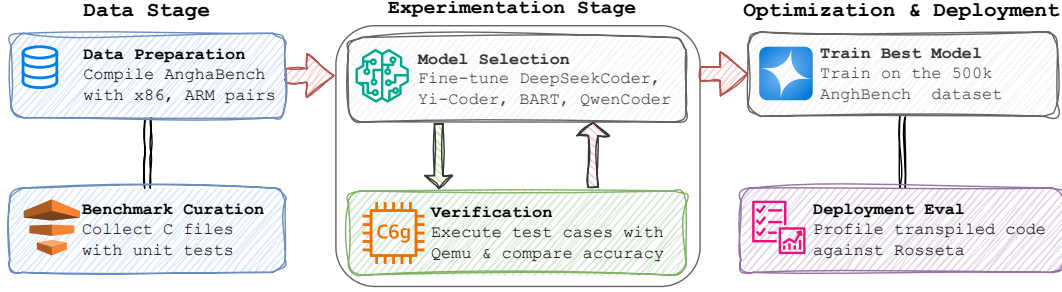 Data Stage
Data Preparation
Compile AnghaBench
with x86, ARM pairs
Benchmark Curation
Collect C files
with unit tests
Experimentation Stage
Model Selection
Fine-tune DeepSeekCoder,
Yi-Coder, BART, QwenCoder
C6g
Verification
Execute test cases with
Qemu & compare accuracy
Optimization & Deployment
Train Best Model
Train on the 500k
AnghBench dataset
Deployment Eval
Profile transpiled code
against Rosseta